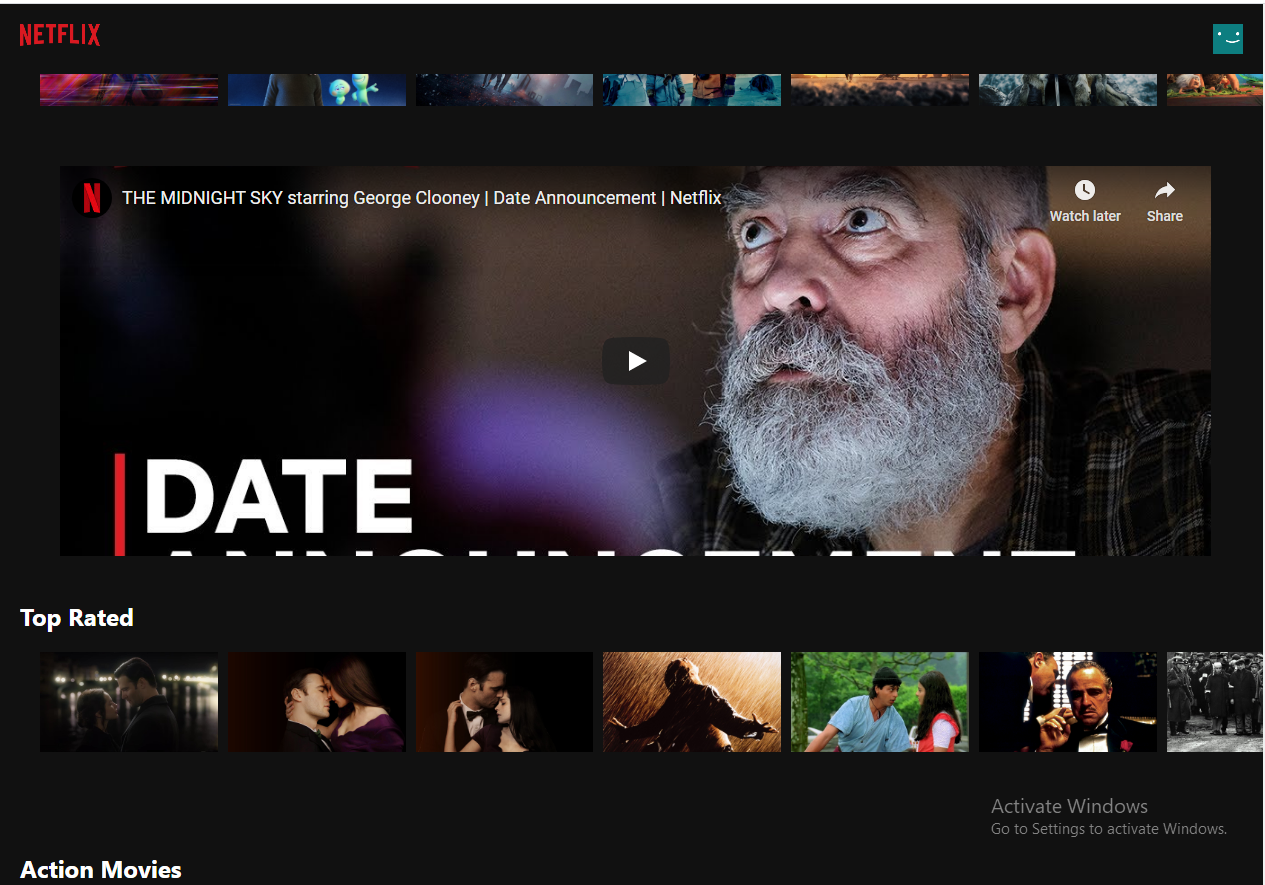 NETFLIX
THE MIDNIGHT SKY starring George Clooney | Date Announcement | Netflix
Watch later
Share
DATE
ANNOUNCEMENT
Top Rated
Activate Windows
Go to Settings to activate Windows.
Action Movies